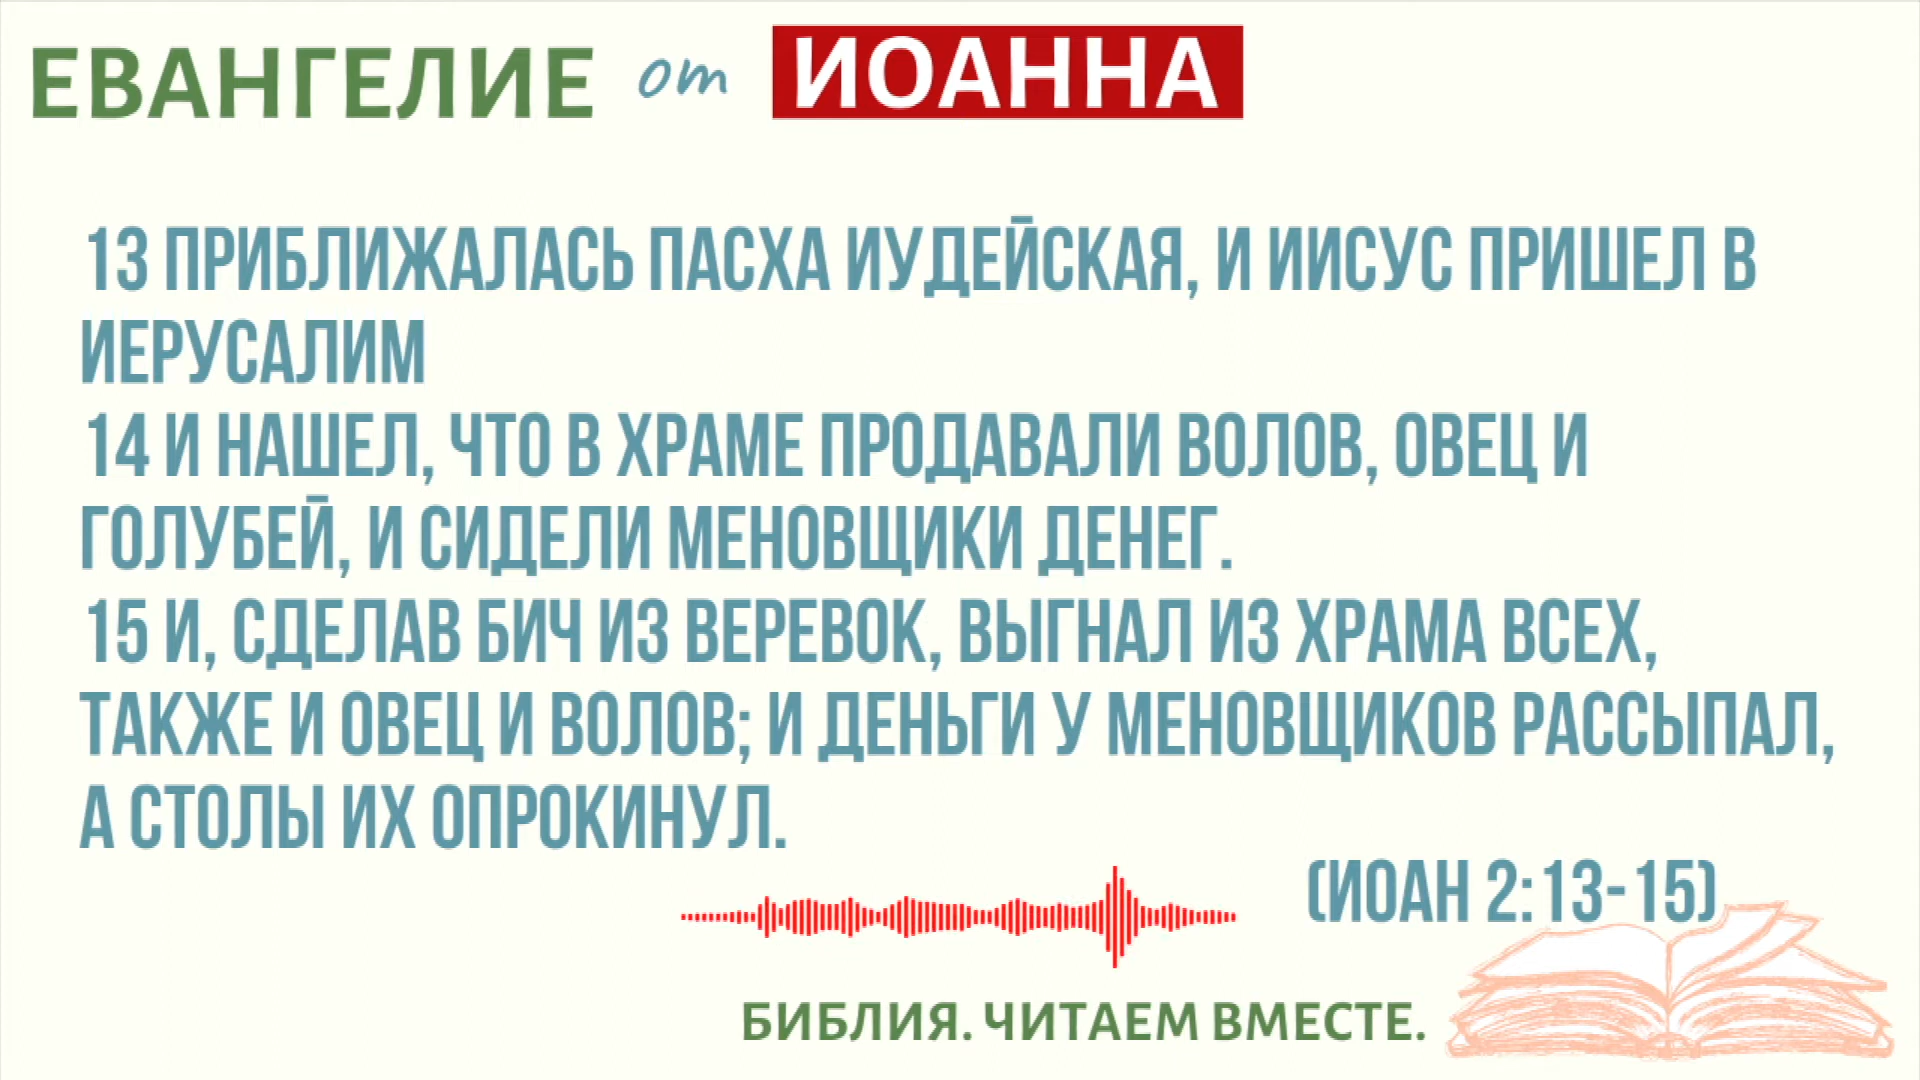 ЕВАНГЕЛИЕ от ИОАННА
13 ПРИБЛИЖАЛАСЬ ПАСХА ИУДЕЙСКАЯ, И ИИСУС ПРИШЕЛ В
ИЕРУСАЛИМ
14 И НАШЕЛ, ЧТО В ХРАМЕ ПРОДАВАЛИ ВОЛОВ, ОВЕЦ И
ГОЛУБЕЙ, И СИДЕЛИ МЕНОВЩИКИ ДЕНЕГ.
15 И, СДЕЛАВ БИЧ ИЗ ВЕРЕВОК, ВЫГНАЛ ИЗ ХРАМА ВСЕХ,
ТАКЖЕ И ОВЕЦ И ВОЛОВ; И ДЕНЬГИ У МЕНОВЩИКОВ РАССЫПАЛ,
А СТОЛЫ ИХ ОПРОКИНУЛ.
(ИОАН 2:13-15)
БИБЛИЯ. ЧИТАЕМ ВМЕСТЕ.